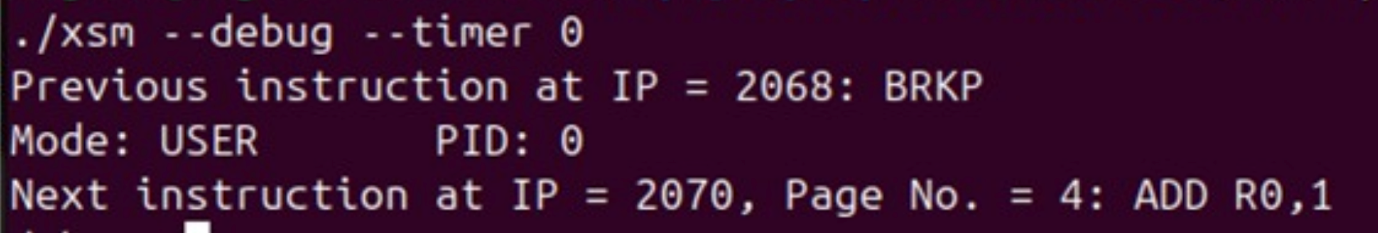 ./xsm --debug --timer 0
Previous instruction at IP = 2068: BRKP
Mode: USER PID: 0
Next instruction at IP = 2070, Page No. = 4: ADD R0,1